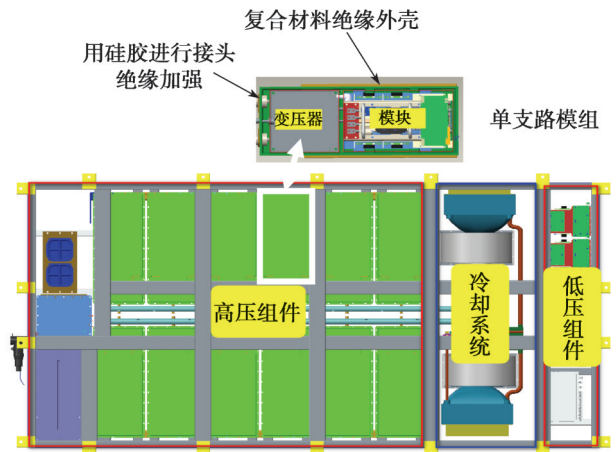 复合材料绝缘外壳
用硅胶进行接头
绝缘加强
变压器
模块
单支路模组
高压组件
冷却系统
低压组件